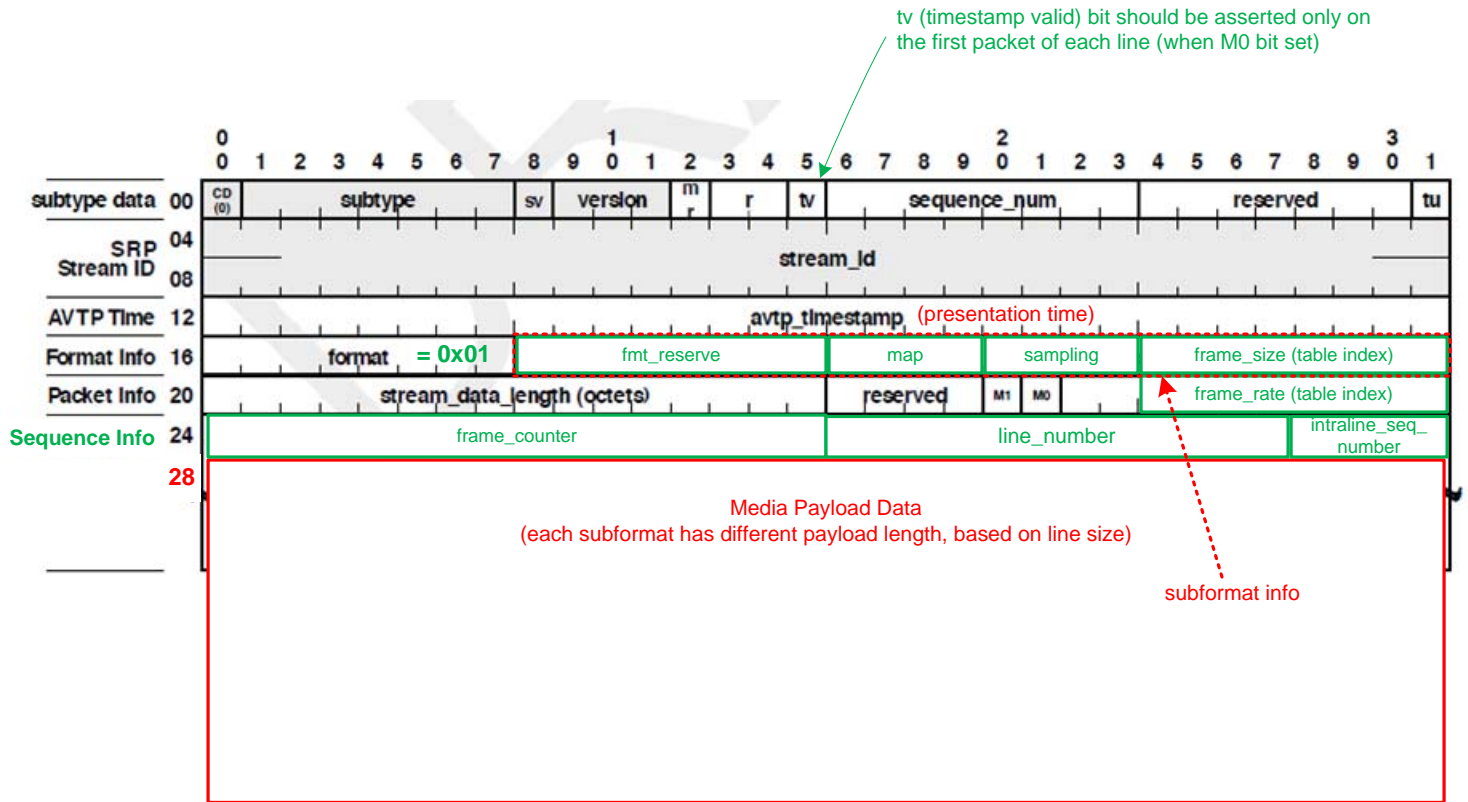 tv (timestamp valid) bit should be asserted only on
the first packet of each line (when M0 bit set)
0 1 2 3
0 1 2 3 4 5 6 7 8 9 0 1 2 3 4 5 6 7 8 9 0 1 2 3 4 5 6 7 8 9 0 1
subtype data 00 CD (0) subtype sv version m r r tv sequence_num reserved tu
SRP Stream ID 04 08 stream_id
AVTP Time 12 avtp_timestamp (presentation time)
Format Info 16 format = 0x01 fmt_reserve map sampling frame_size (table index)
Packet Info 20 stream_data_length (octets) reserved M1 M0 frame_rate (table index)
Sequence Info 24 frame_counter line_number intraline_seq_
number
28
Media Payload Data
(each subformat has different payload length, based on line size)
subformat info